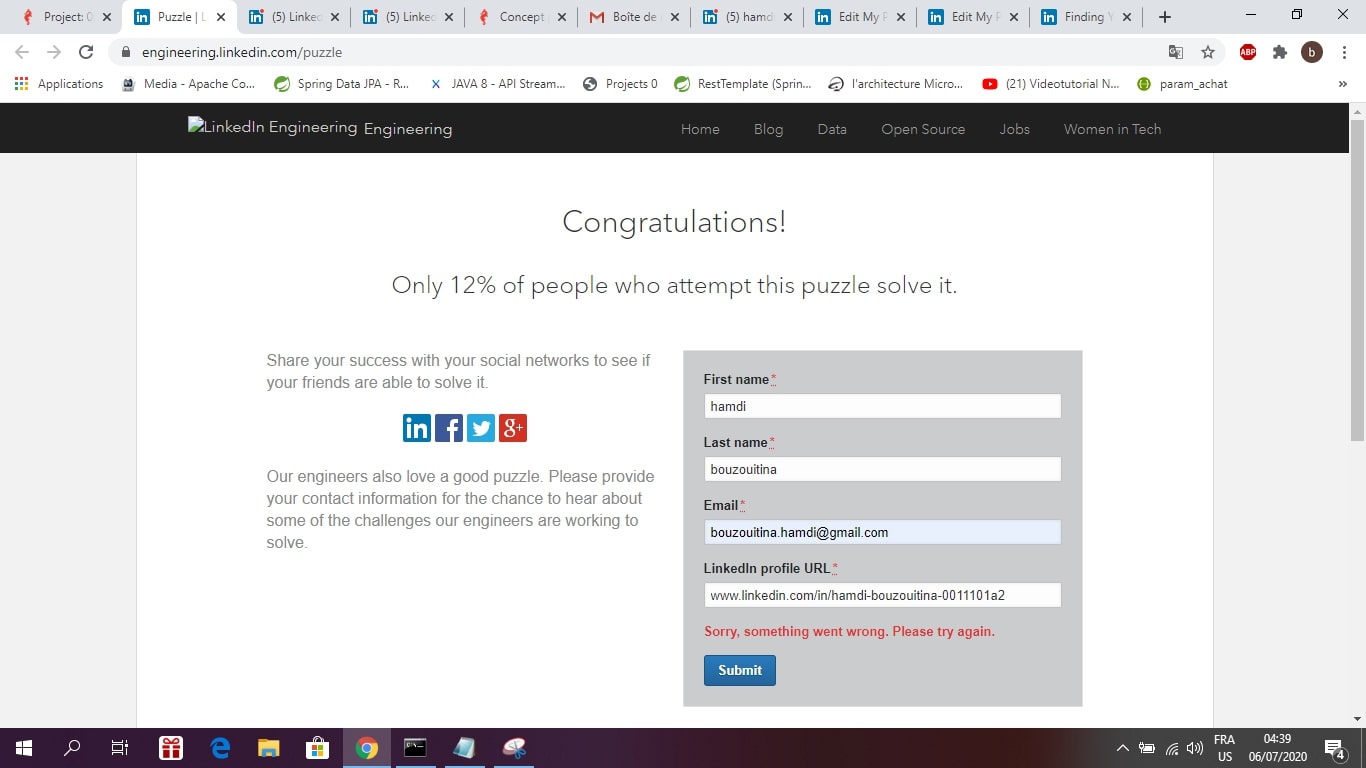 Project: 0
Puzzle | L
(5) Linked
(5) Linked
Concept
Boîte de
(5) hamd
Edit My P
Edit My P
Finding Y
engineering.linkedin.com/puzzle
ABP
b
Applications
Media - Apache Co...
Spring Data JPA - R...
X
JAVA 8 - API Stream...
Projects 0
RestTemplate (Sprin...
l'architecture Micro...
(21) Videotutorial N...
param_achat
»
LinkedIn Engineering Engineering
Home
Blog
Data
Open Source
Jobs
Women in Tech
Congratulations!
Only 12% of people who attempt this puzzle solve it.
Share your success with your social networks to see if
your friends are able to solve it.
in f g+
Our engineers also love a good puzzle. Please provide
your contact information for the chance to hear about
some of the challenges our engineers are working to
solve.
First name*
hamdi
Last name*
bouzouitina
Email*
bouzouitina.hamdi@gmail.com
LinkedIn profile URL*
www.linkedin.com/in/hamdi-bouzouitina-0011101a2
Sorry, something went wrong. Please try again.
Submit
FRA
US
04:39
06/07/2020
4